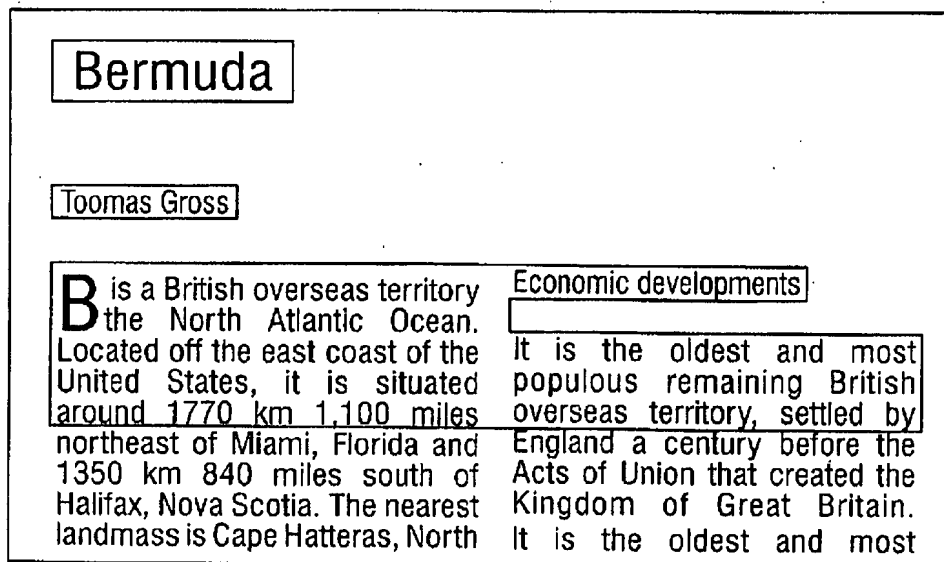 Bermuda
Toomas Gross
B is a British overseas territory
the North Atlantic Ocean.
Located off the east coast of the
United States, it is situated
around 1770 km 1,100 miles
northeast of Miami, Florida and
1350 km 840 miles south of
Halifax, Nova Scotia. The nearest
landmass is Cape Hatteras, North
Economic developments
It is the oldest and most
populous remaining British
overseas territory, settled by
England a century before the
Acts of Union that created the
Kingdom of Great Britain.
It is the oldest and most